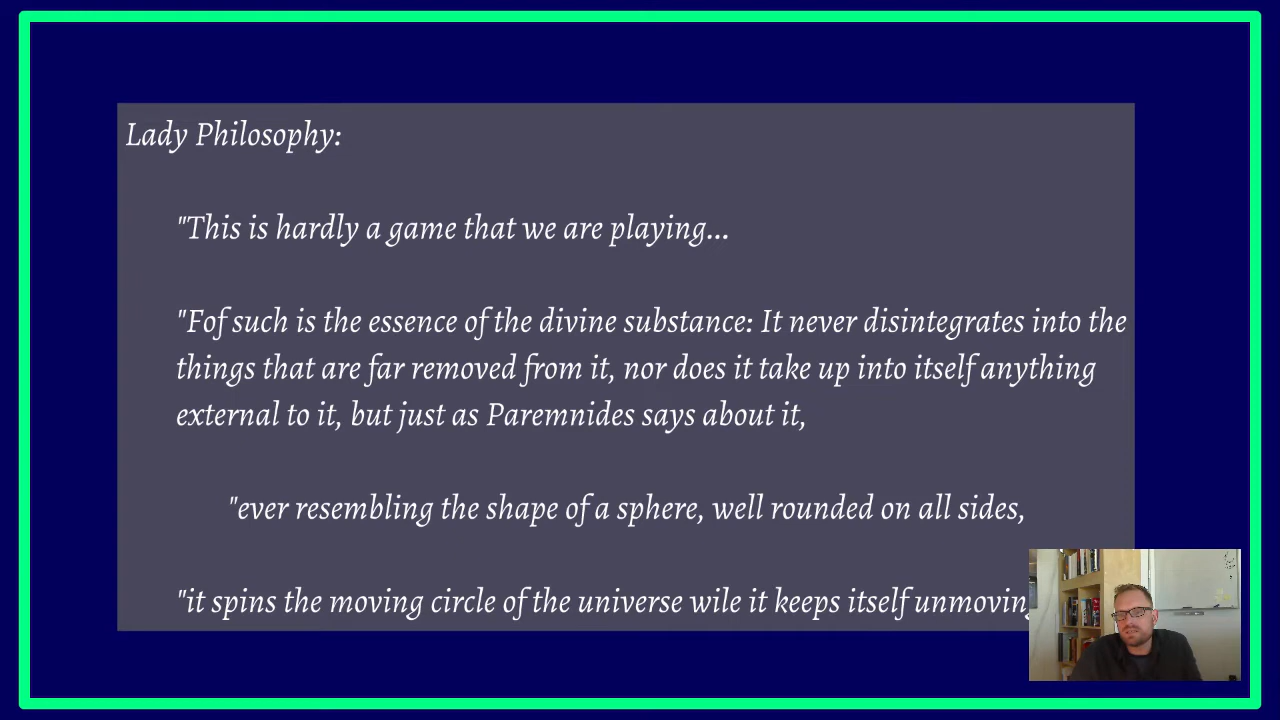 Lady Philosophy:
"This is hardly a game that we are playing...
"Fof such is the essence of the divine substance: It never disintegrates into the
things that are far removed from it, nor does it take up into itself anything
external to it, but just as Paremnides says about it,
"ever resembling the shape of a sphere, well rounded on all sides,
"it spins the moving circle of the universe wile it keeps itself unmoving